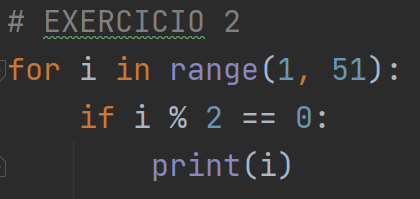 # EXERCICIO 2
for i in range(1, 51):
    if i % 2 == 0:
        print(i)